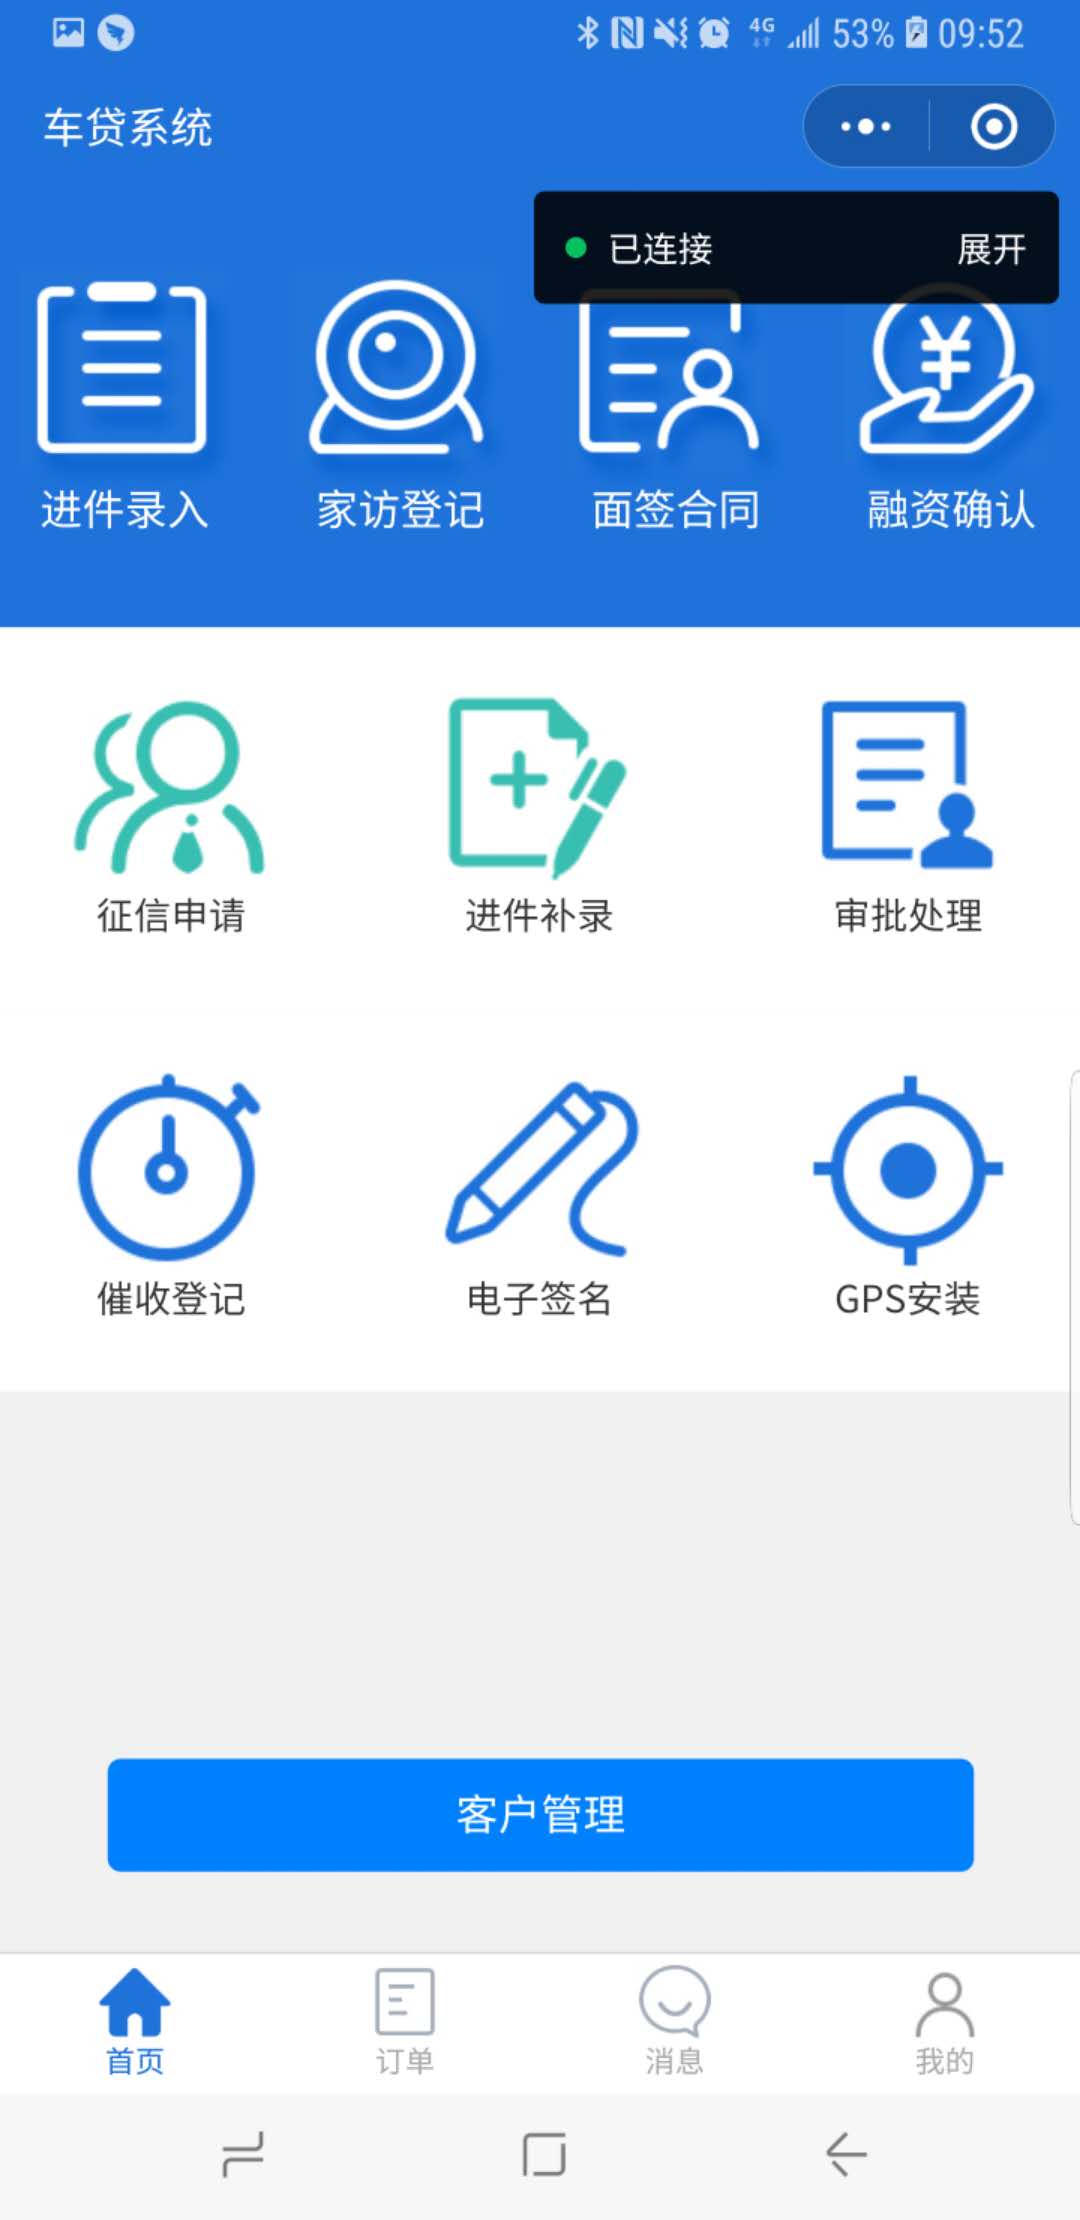 4G 53% 09:52
车贷系统
已连接 展开
进件录入 家访登记 面签合同 融资确认
征信申请 进件补录 审批处理
催收登记 电子签名 GPS安装
客户管理
首页 订单 消息 我的